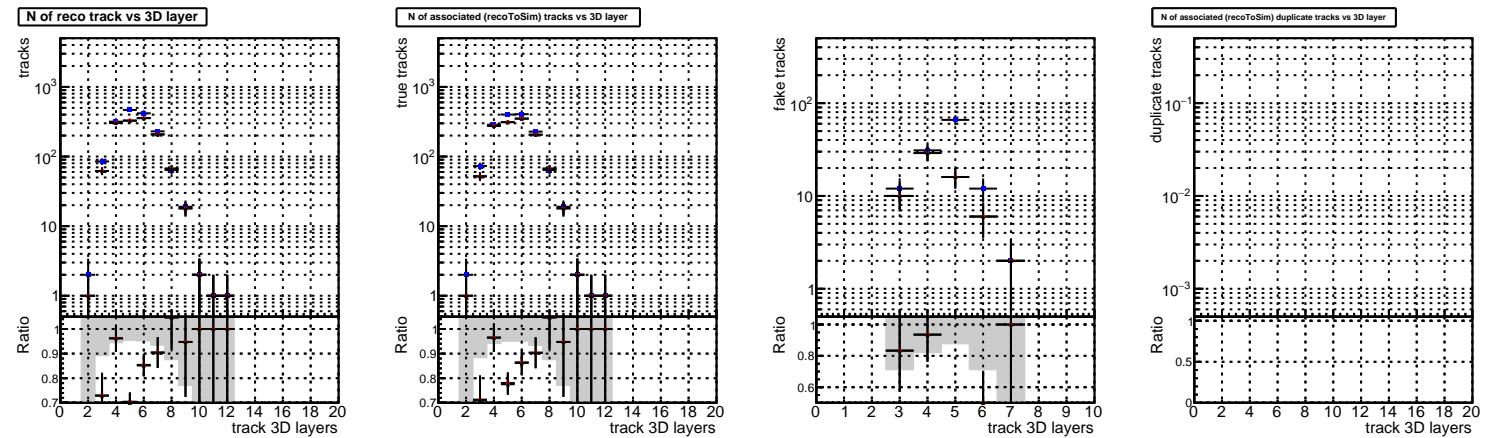 N of reco track vs 3D layer
tracks
10³
10²
10
1
Ratio
1
0.9
0.8
0.7
0 2 4 6 8 10 12 14 16 18 20
track 3D layers
N of associated (recoToSim) tracks vs 3D layer
true tracks
10³
10²
10
1
Ratio
1
0.9
0.8
0.7
0 2 4 6 8 10 12 14 16 18 20
track 3D layers
fake tracks
10²
10
1
Ratio
1
0.8
0.6
0 1 2 3 4 5 6 7 8 9 10
track 3D layers
N of associated (recoToSim) duplicate tracks vs 3D layer
duplicate tracks
10⁻¹
10⁻²
10⁻³
Ratio
1
0.5
0
0 2 4 6 8 10 12 14 16 18 20
track 3D layers